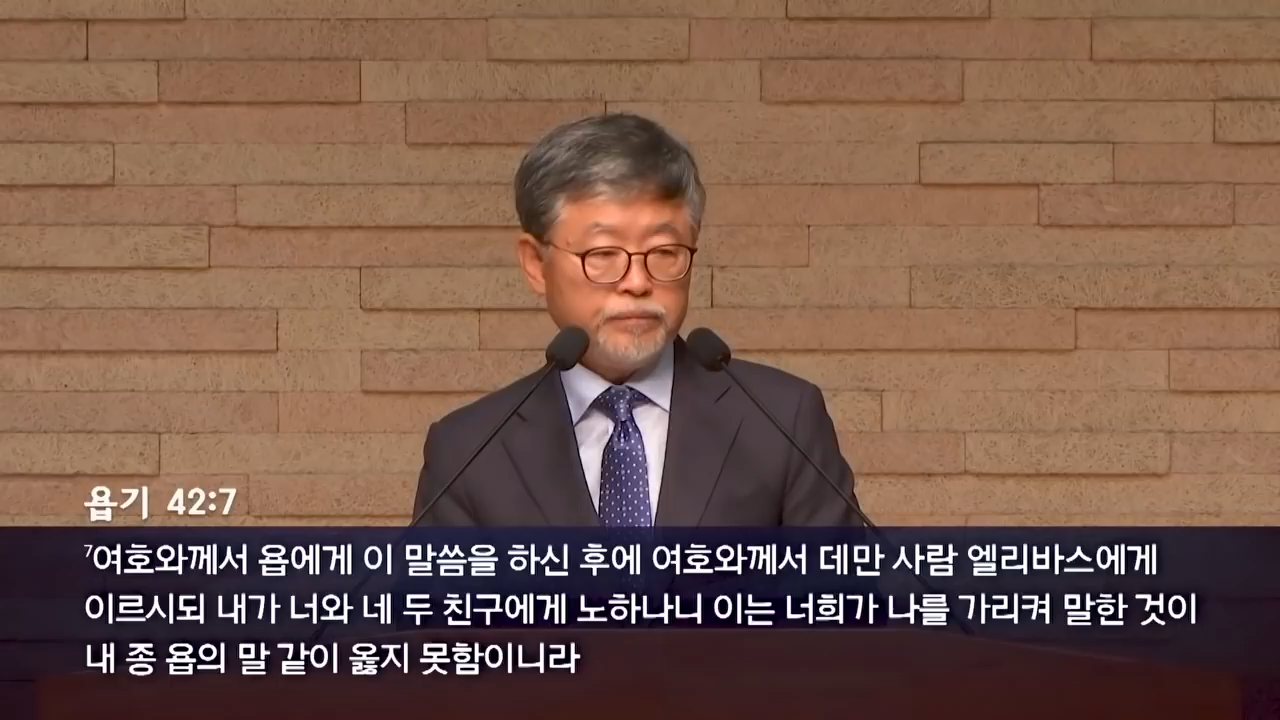 욥기 42:7
⁷여호와께서 욥에게 이 말씀을 하신 후에 여호와께서 데만 사람 엘리바스에게
이르시되 내가 너와 네 두 친구에게 노하나니 이는 너희가 나를 가리켜 말한 것이
내 종 욥의 말 같이 옳지 못함이니라